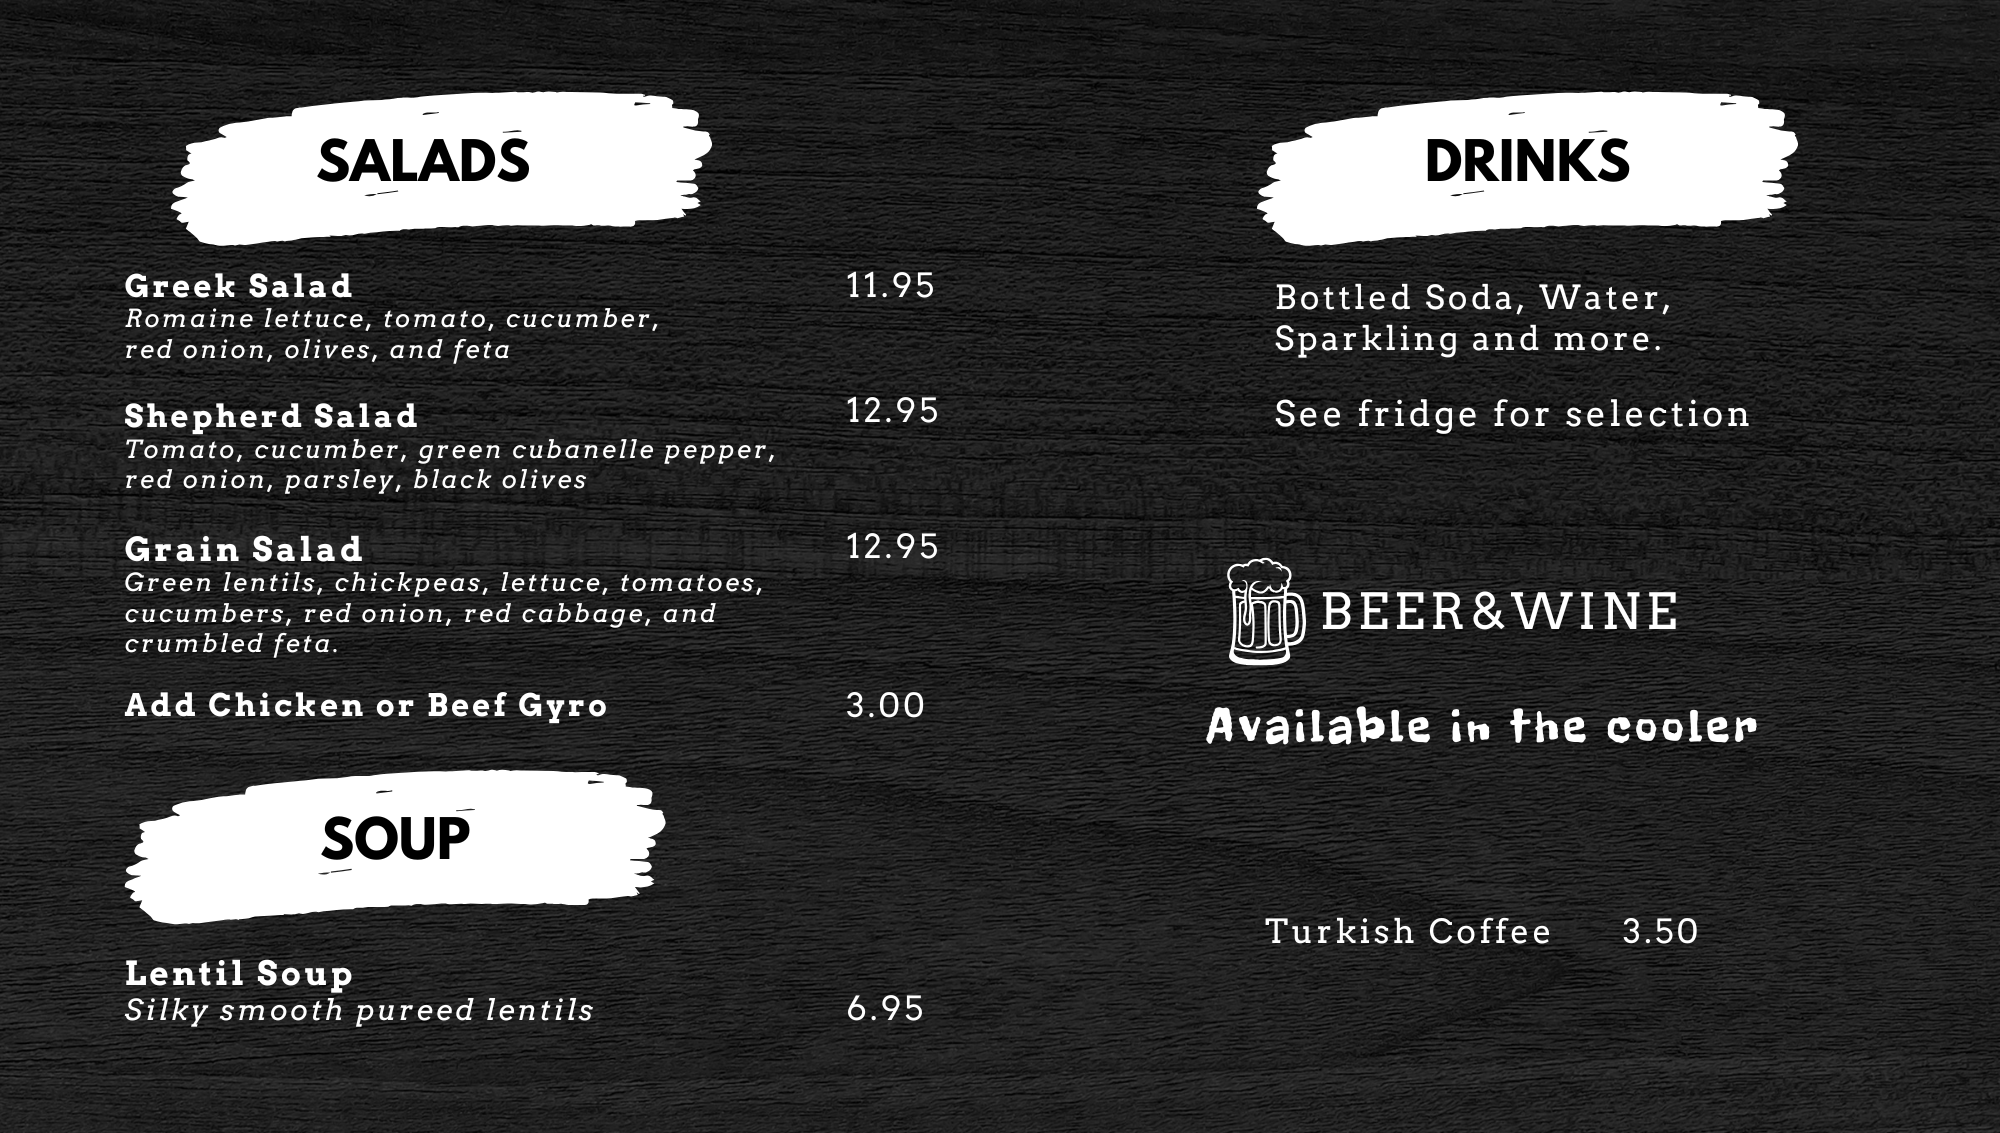 SALADS
Greek Salad 11.95
Romaine lettuce, tomato, cucumber,
red onion, olives, and feta
Shepherd Salad 12.95
Tomato, cucumber, green cubanelle pepper,
red onion, parsley, black olives
Grain Salad 12.95
Green lentils, chickpeas, lettuce, tomatoes,
cucumbers, red onion, red cabbage, and
crumbled feta.
Add Chicken or Beef Gyro 3.00
SOUP
Lentil Soup
Silky smooth pureed lentils 6.95
DRINKS
Bottled Soda, Water,
Sparkling and more.
See fridge for selection
BEER&WINE
Available in the cooler
Turkish Coffee 3.50